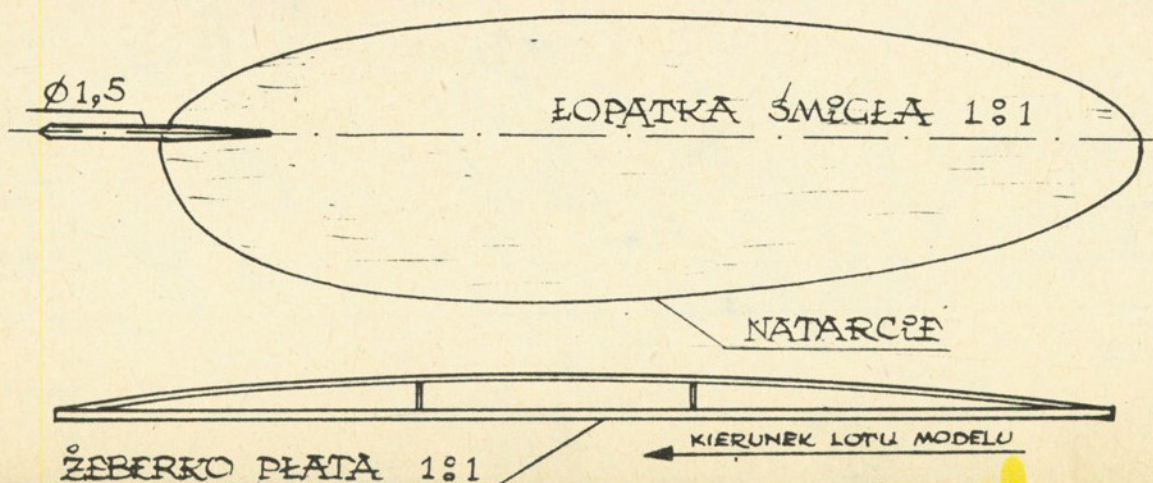 Ø1,5
ŁOPATKA ŚMIGŁA 1:1
NATARCIE
KIERUNEK LOTU MODELU
ŻEBERKO PŁATA 1:1